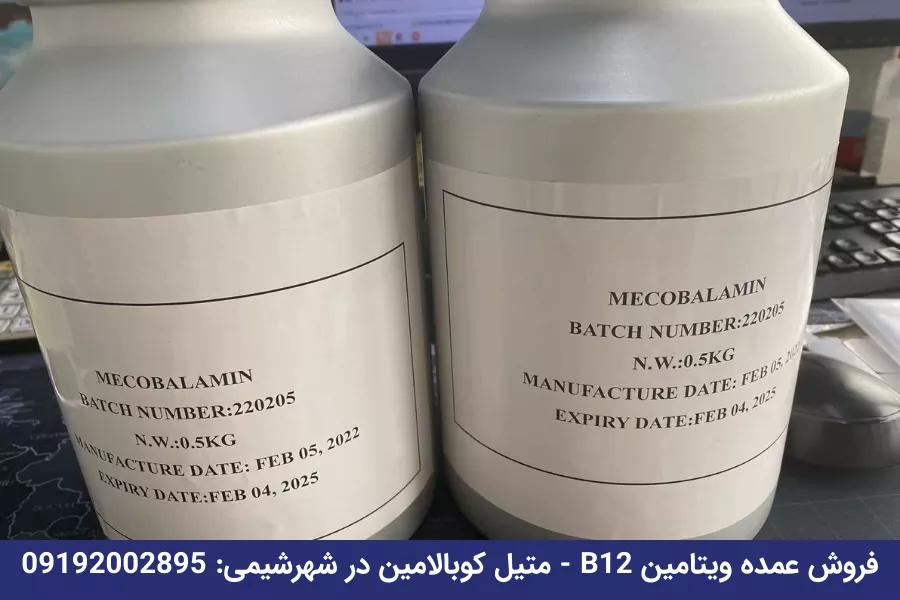 MECOBALAMIN
BATCH NUMBER:220205
N.W.:0.5KG
MANUFACTURE DATE: FEB 05, 2022
EXPIRY DATE:FEB 04, 2025
MECOBALAMIN
BATCH NUMBER:220205
N.W.:0.5KG
MANUFACTURE DATE: FEB 05,
EXPIRY DATE:FEB 04, 2025
فروش عمده ویتامین B12 - متیل کوبالامین در شهرشیمی: 09192002895